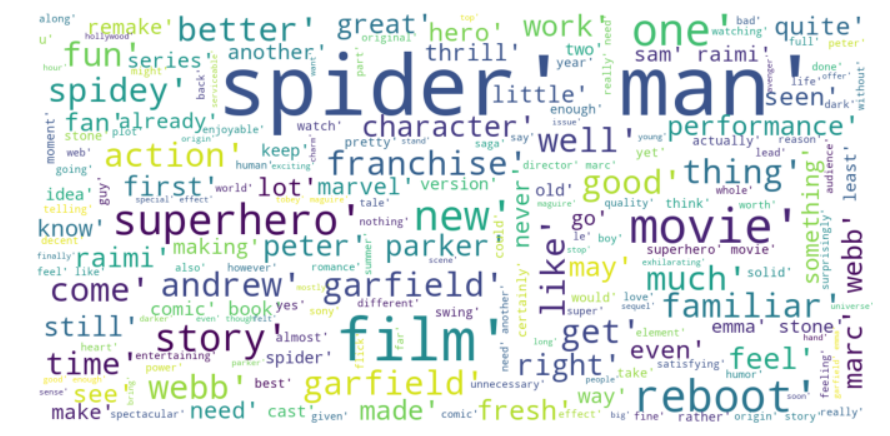 along' remake' better' great' hero' work' one' quite'
u' hollywood' original' top' watching' bad' full' peter'
fun' series' another' thrill' two' sam' raimi'
hour' might' back' serviceable' want' part' year' really' need' avenger' done' life' offer' dark' without'
spidey' spider' man' seen'
moment' fan' already' enjoyable' watch' character' little' enough' issue' well' performance'
stone' plot' origin' pretty' stand' saga' say' young' actually' reason'
web' action' keep' human' exciting' charm' franchise' director' marc' yet' lead' thing' audience'
going' guy' idea' first' world' lot' marvel' version' never' old' good' whole' something' least'
telling' special' effect' tobey' maguire' tale' maguire' quality' think' worth' surprisingly'
know' superhero' nothing' new' go' movie' webb'
decent' raimi' making' peter' parker' could' le' boy' superhero' movie'
finally' feel' like' also' however' romance' summer' scene' like' stop' exhilarating' much' solid'
come' andrew' garfield' may' would' love' familiar' universe'
comic' book' yes' different' mostly' sony' swing' super' sequel' hand'
still' darker' even' though' felt' film' need' another' get' element' emma' stone' marc'
heart' story' almost' flick' far' long' even' feel' feeling'
time' entertaining' power' parker' spider' right' take' satisfying' humor' garfield' emma'
good' enough' see' bring' webb' best' garfield' unnecessary' people' way' reboot' soon'
sense' make' spectacular' need' cast' given' made' comic' fresh' effect' big' fine' rather' origin' story' really'